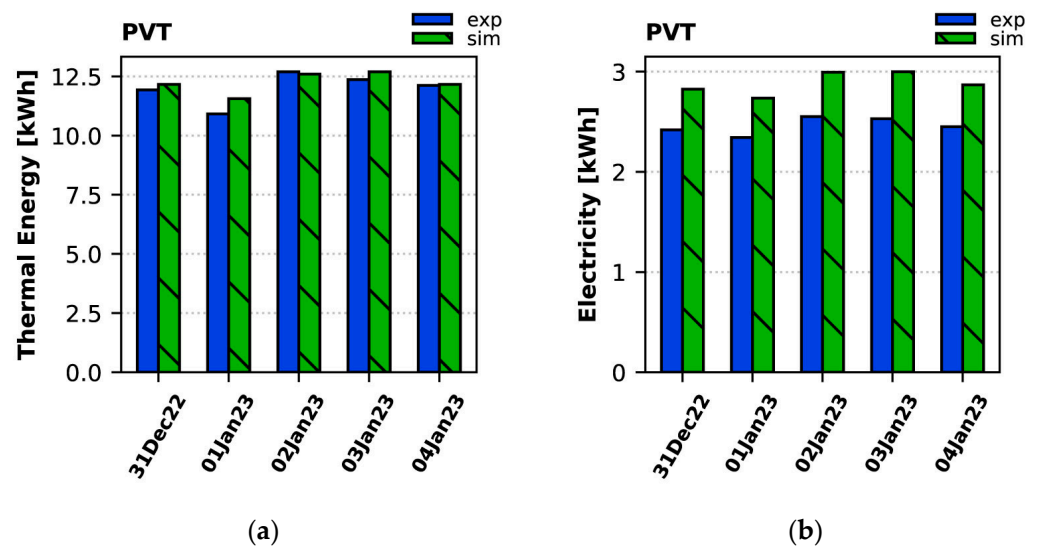 PVT
exp
sim
Thermal Energy [kWh]
12.5
10.0
7.5
5.0
2.5
0.0
31Dec22
01Jan23
02Jan23
03Jan23
04Jan23
(a)
PVT
exp
sim
Electricity [kWh]
3
2
1
0
31Dec22
01Jan23
02Jan23
03Jan23
04Jan23
(b)